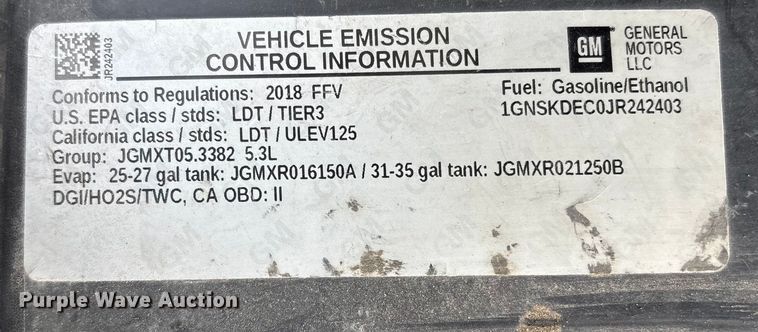 JR242403
VEHICLE EMISSION
CONTROL INFORMATION
GM
GENERAL
MOTORS
LLC
Conforms to Regulations: 2018 FFV
Fuel: Gasoline/Ethanol
U.S. EPA class / stds: LDT / TIER3
1GNSKDEC0JR242403
California class / stds: LDT / ULEV125
Group: JGMXT05.3382 5.3L
Evap: 25-27 gal tank: JGMXR016150A / 31-35 gal tank: JGMXR021250B
DGI/HO2S/TWC, CA OBD: II
Purple Wave Auction